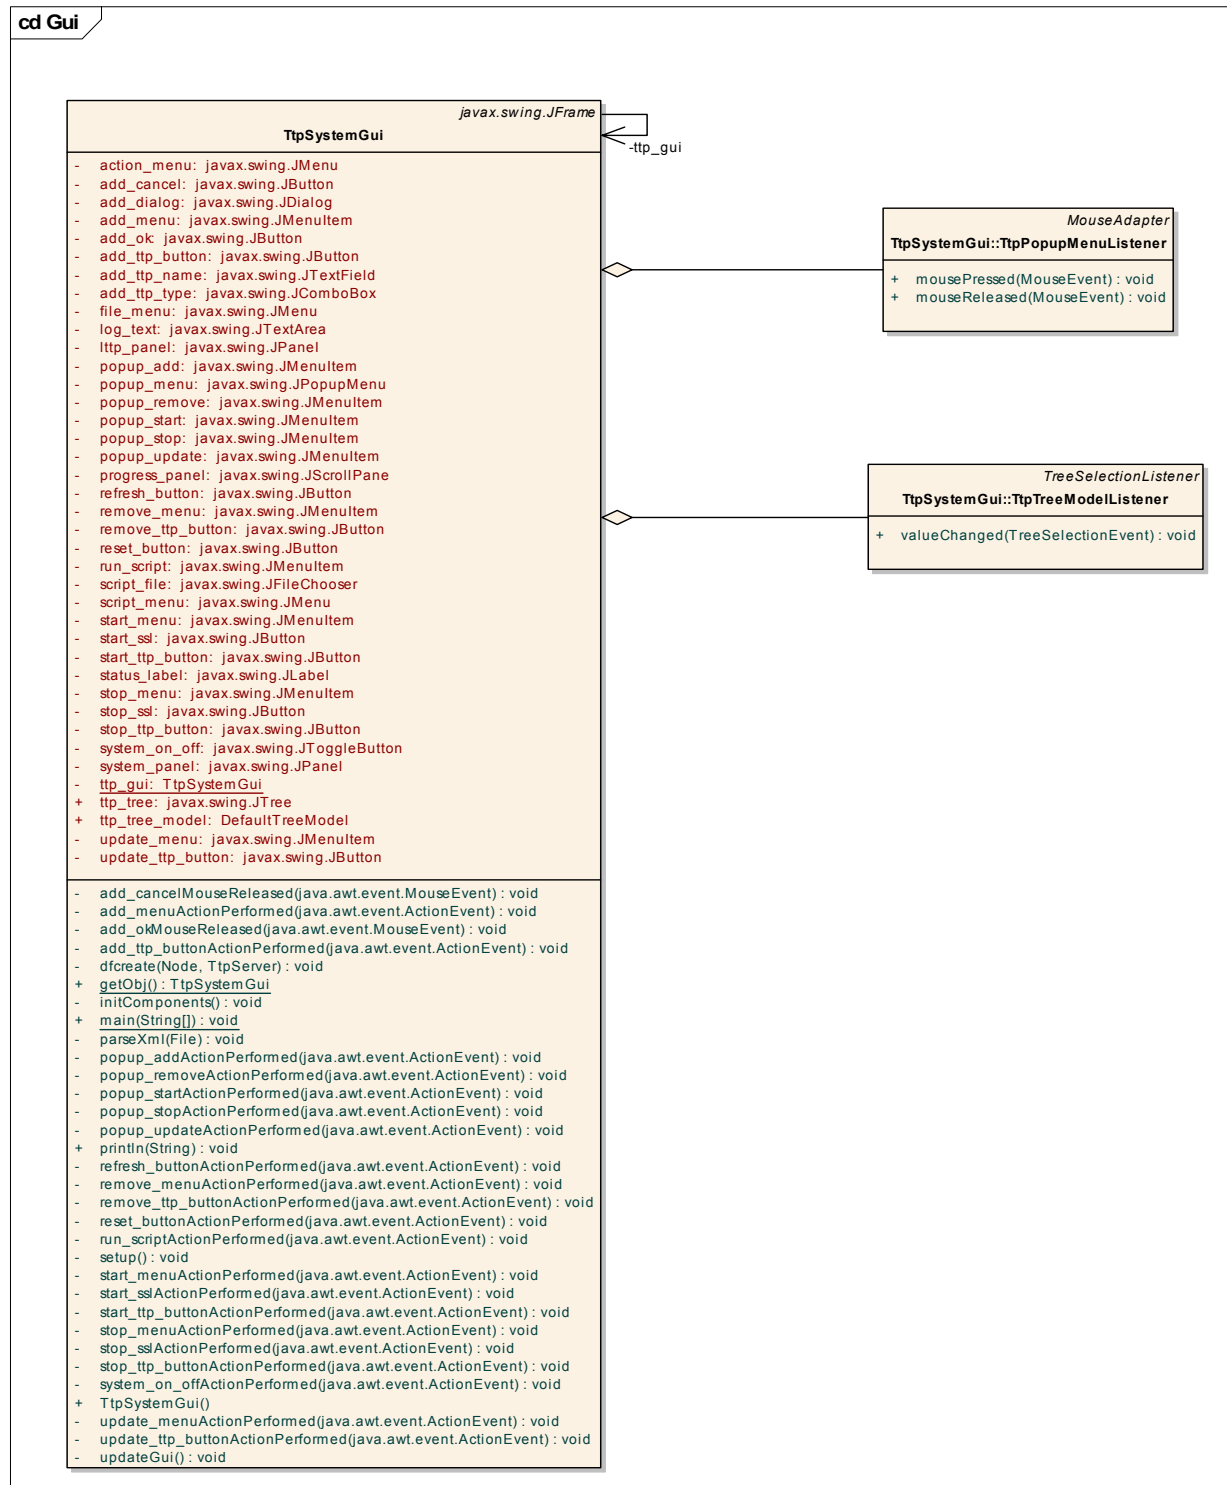 cd Gui
javax.swing.JFrame
TtpSystemGui
-ttp_gui
- action_menu: javax.swing.JMenu
- add_cancel: javax.swing.JButton
- add_dialog: javax.swing.JDialog
- add_menu: javax.swing.JMenuItem
- add_ok: javax.swing.JButton
- add_ttp_button: javax.swing.JButton
- add_ttp_name: javax.swing.JTextField
- add_ttp_type: javax.swing.JComboBox
- file_menu: javax.swing.JMenu
- log_text: javax.swing.JTextArea
- lttp_panel: javax.swing.JPanel
- popup_add: javax.swing.JMenuItem
- popup_menu: javax.swing.JPopupMenu
- popup_remove: javax.swing.JMenuItem
- popup_start: javax.swing.JMenuItem
- popup_stop: javax.swing.JMenuItem
- popup_update: javax.swing.JMenuItem
- progress_panel: javax.swing.JScrollPane
- refresh_button: javax.swing.JButton
- remove_menu: javax.swing.JMenuItem
- remove_ttp_button: javax.swing.JButton
- reset_button: javax.swing.JButton
- run_script: javax.swing.JMenuItem
- script_file: javax.swing.JFileChooser
- script_menu: javax.swing.JMenu
- start_menu: javax.swing.JMenuItem
- start_ssl: javax.swing.JButton
- start_ttp_button: javax.swing.JButton
- status_label: javax.swing.JLabel
- stop_menu: javax.swing.JMenuItem
- stop_ssl: javax.swing.JButton
- stop_ttp_button: javax.swing.JButton
- system_on_off: javax.swing.JToggleButton
- system_panel: javax.swing.JPanel
- ttp_gui: TtpSystemGui
+ ttp_tree: javax.swing.JTree
+ ttp_tree_model: DefaultTreeModel
- update_menu: javax.swing.JMenuItem
- update_ttp_button: javax.swing.JButton
- add_cancelMouseReleased(java.awt.event.MouseEvent) : void
- add_menuActionPerformed(java.awt.event.ActionEvent) : void
- add_okMouseReleased(java.awt.event.MouseEvent) : void
- add_ttp_buttonActionPerformed(java.awt.event.ActionEvent) : void
- dfcreate(Node, TtpServer) : void
+ getObj() : TtpSystemGui
- initComponents() : void
+ main(String[]) : void
- parseXml(File) : void
- popup_addActionPerformed(java.awt.event.ActionEvent) : void
- popup_removeActionPerformed(java.awt.event.ActionEvent) : void
- popup_startActionPerformed(java.awt.event.ActionEvent) : void
- popup_stopActionPerformed(java.awt.event.ActionEvent) : void
- popup_updateActionPerformed(java.awt.event.ActionEvent) : void
+ println(String) : void
- refresh_buttonActionPerformed(java.awt.event.ActionEvent) : void
- remove_menuActionPerformed(java.awt.event.ActionEvent) : void
- remove_ttp_buttonActionPerformed(java.awt.event.ActionEvent) : void
- reset_buttonActionPerformed(java.awt.event.ActionEvent) : void
- run_scriptActionPerformed(java.awt.event.ActionEvent) : void
- setup() : void
- start_menuActionPerformed(java.awt.event.ActionEvent) : void
- start_sslActionPerformed(java.awt.event.ActionEvent) : void
- start_ttp_buttonActionPerformed(java.awt.event.ActionEvent) : void
- stop_menuActionPerformed(java.awt.event.ActionEvent) : void
- stop_sslActionPerformed(java.awt.event.ActionEvent) : void
- stop_ttp_buttonActionPerformed(java.awt.event.ActionEvent) : void
- system_on_offActionPerformed(java.awt.event.ActionEvent) : void
+ TtpSystemGui()
- update_menuActionPerformed(java.awt.event.ActionEvent) : void
- update_ttp_buttonActionPerformed(java.awt.event.ActionEvent) : void
- updateGui() : void
MouseAdapter
TtpSystemGui::TtpPopupMenuListener
+ mousePressed(MouseEvent) : void
+ mouseReleased(MouseEvent) : void
TreeSelectionListener
TtpSystemGui::TtpTreeModelListener
+ valueChanged(TreeSelectionEvent) : void